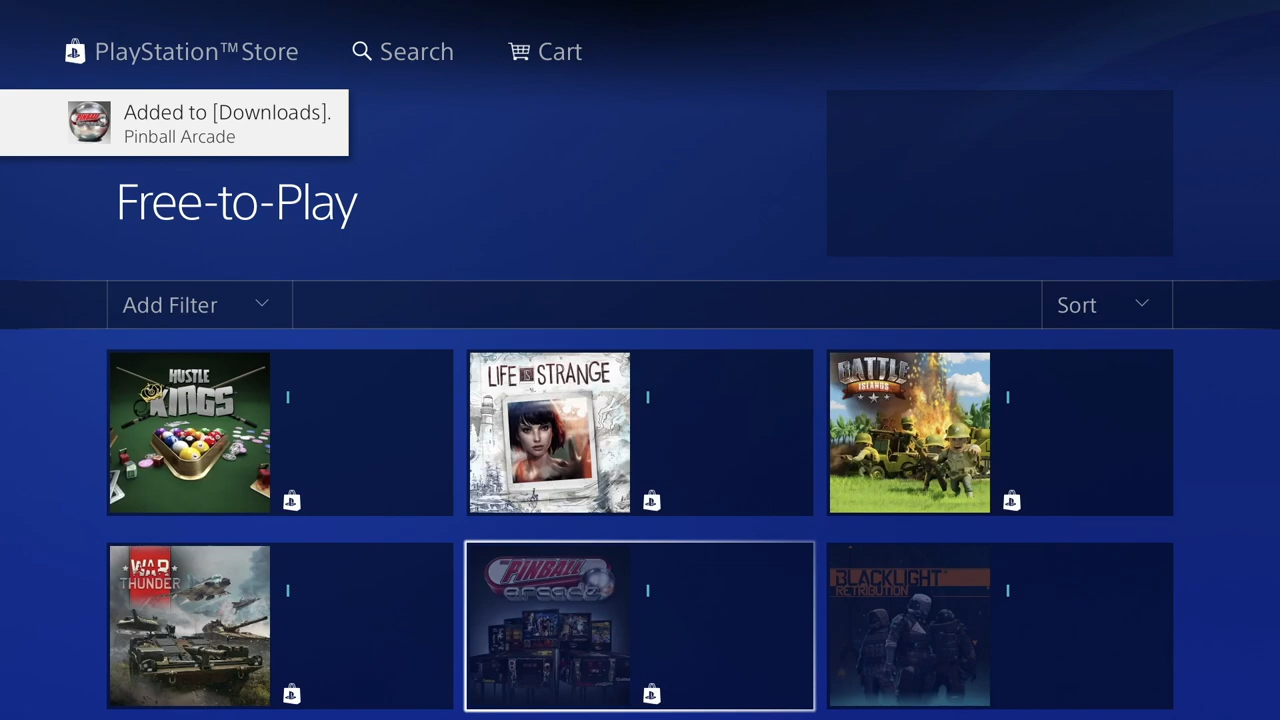 PlayStation™Store
Search
Cart
Added to [Downloads].
Pinball Arcade
Free-to-Play
Add Filter
Sort
HUSTLE
KINGS
LIFE IS STRANGE
BATTLE
ISLANDS
WAR
THUNDER
PINBALL
arcade
BLACKLIGHT
RETRIBUTION